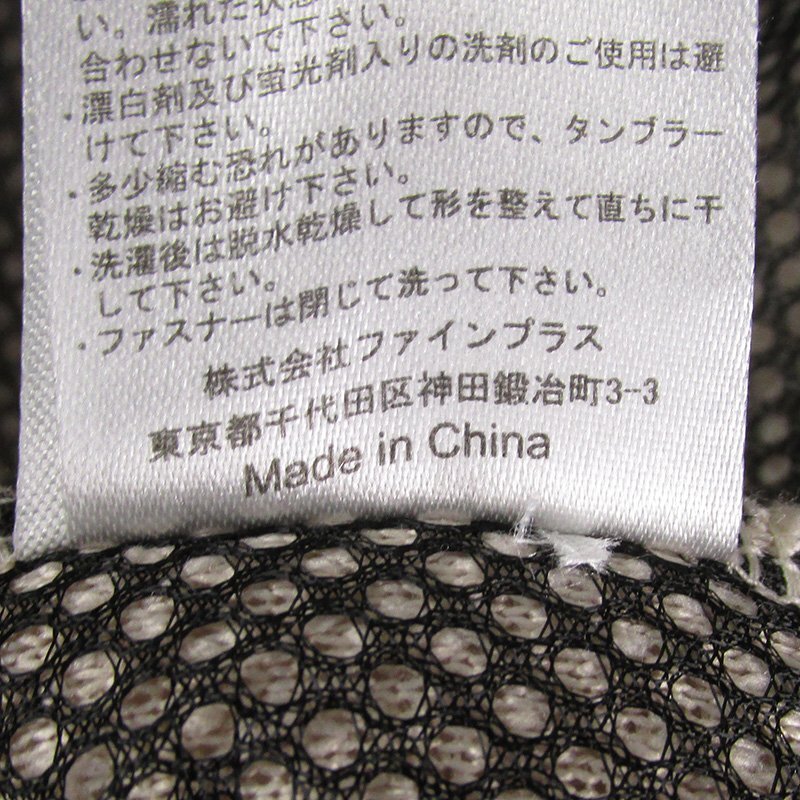 い。濡れた状態
合わせないで下さい。
・漂白剤及び蛍光剤入りの洗剤のご使用は避
けて下さい。
・多少縮む恐れがありますので、タンブラー
乾燥はお避け下さい。
・洗濯後は脱水乾燥して形を整えて直ちに干
して下さい。
・ファスナーは閉じて洗って下さい。
株式会社ファインプラス
東京都千代田区神田鍛冶町3-3
Made in China